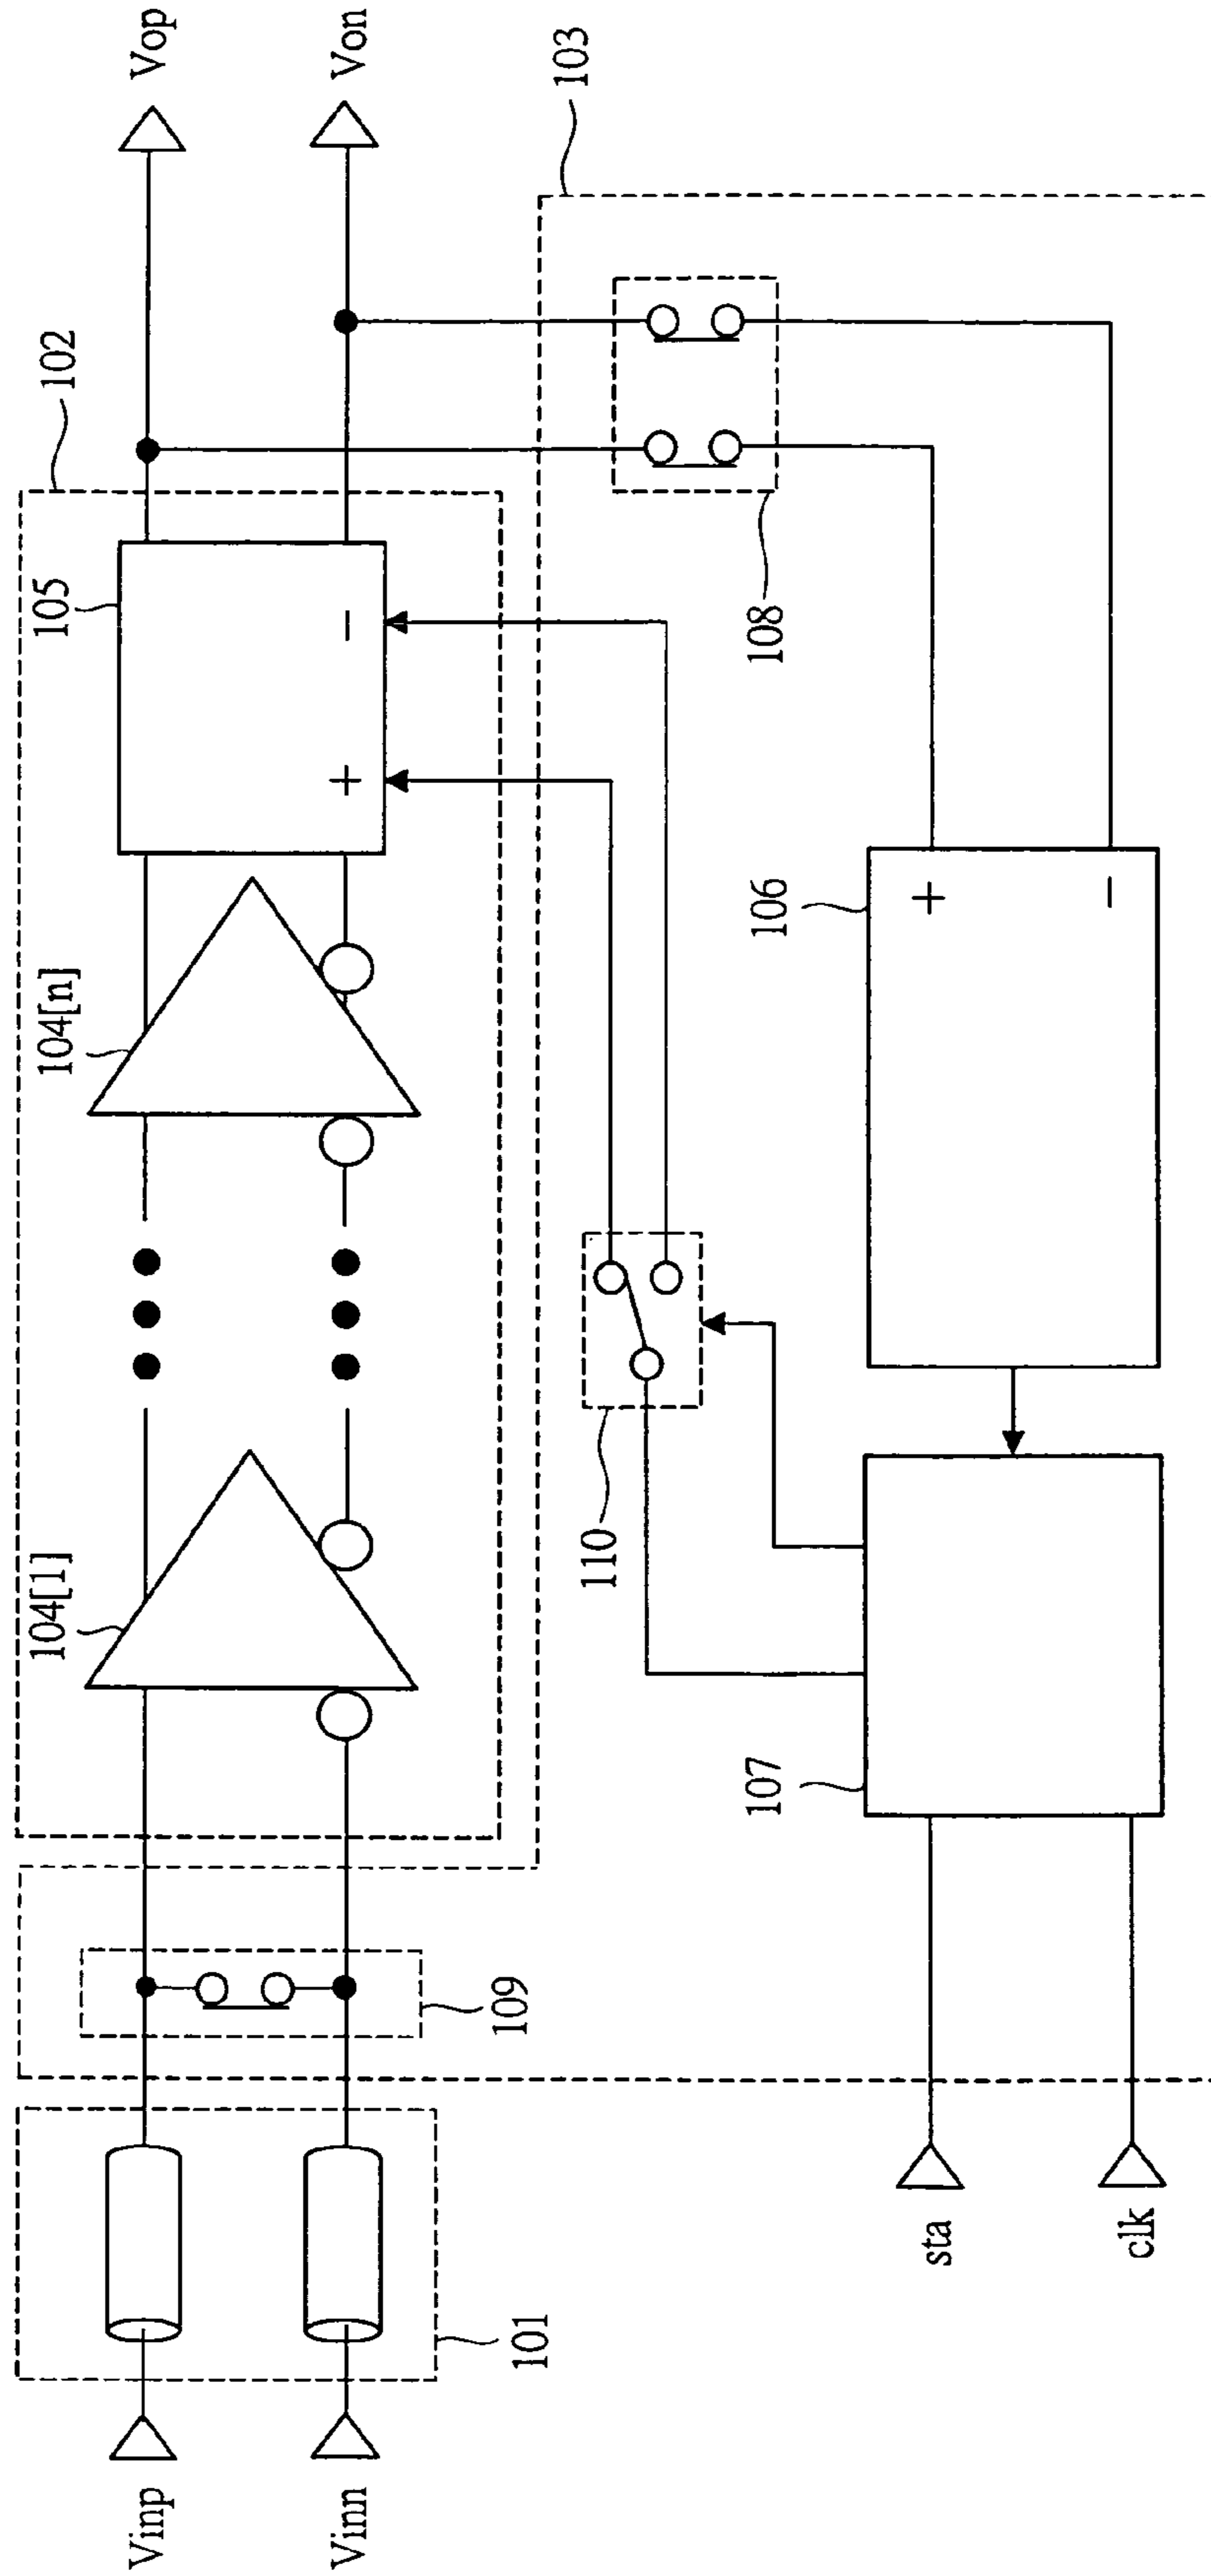 Vinp
Vinn
101
109
104[1]
104[n]
105
+
−
102
Vop
Von
103
108
110
107
106
+
−
sta
clk